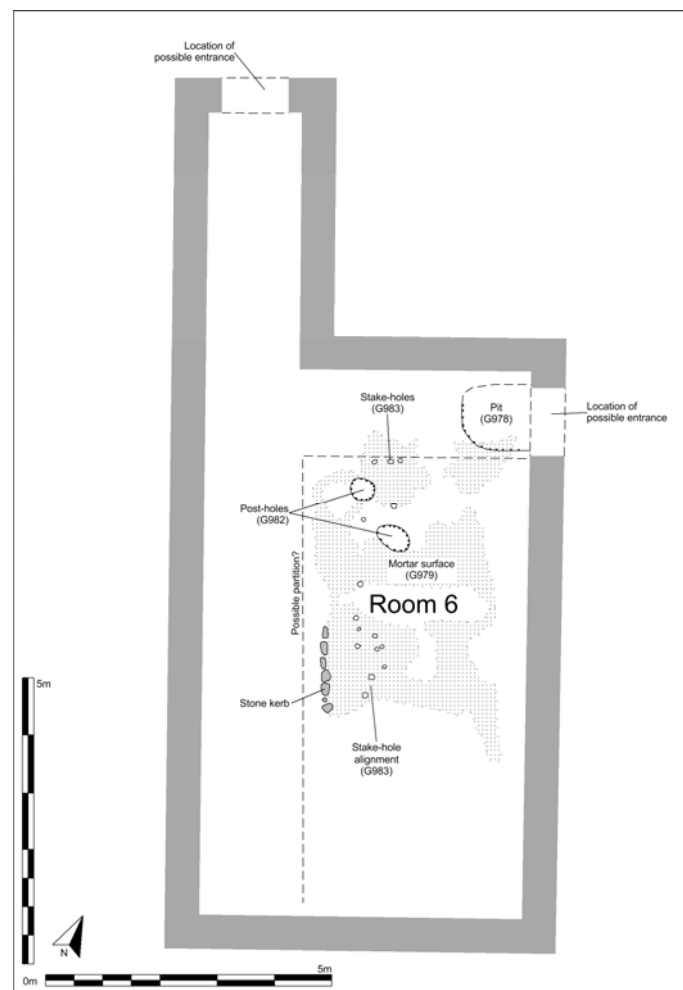 Location of
possible entrance
Stake-holes
(G983)
Pit
(G978)
Location of
possible entrance
Post-holes
(G982)
Mortar surface
(G979)
Possible partition?
Room 6
Stone kerb
Stake-hole
alignment
(G983)
5m
N
0m
5m